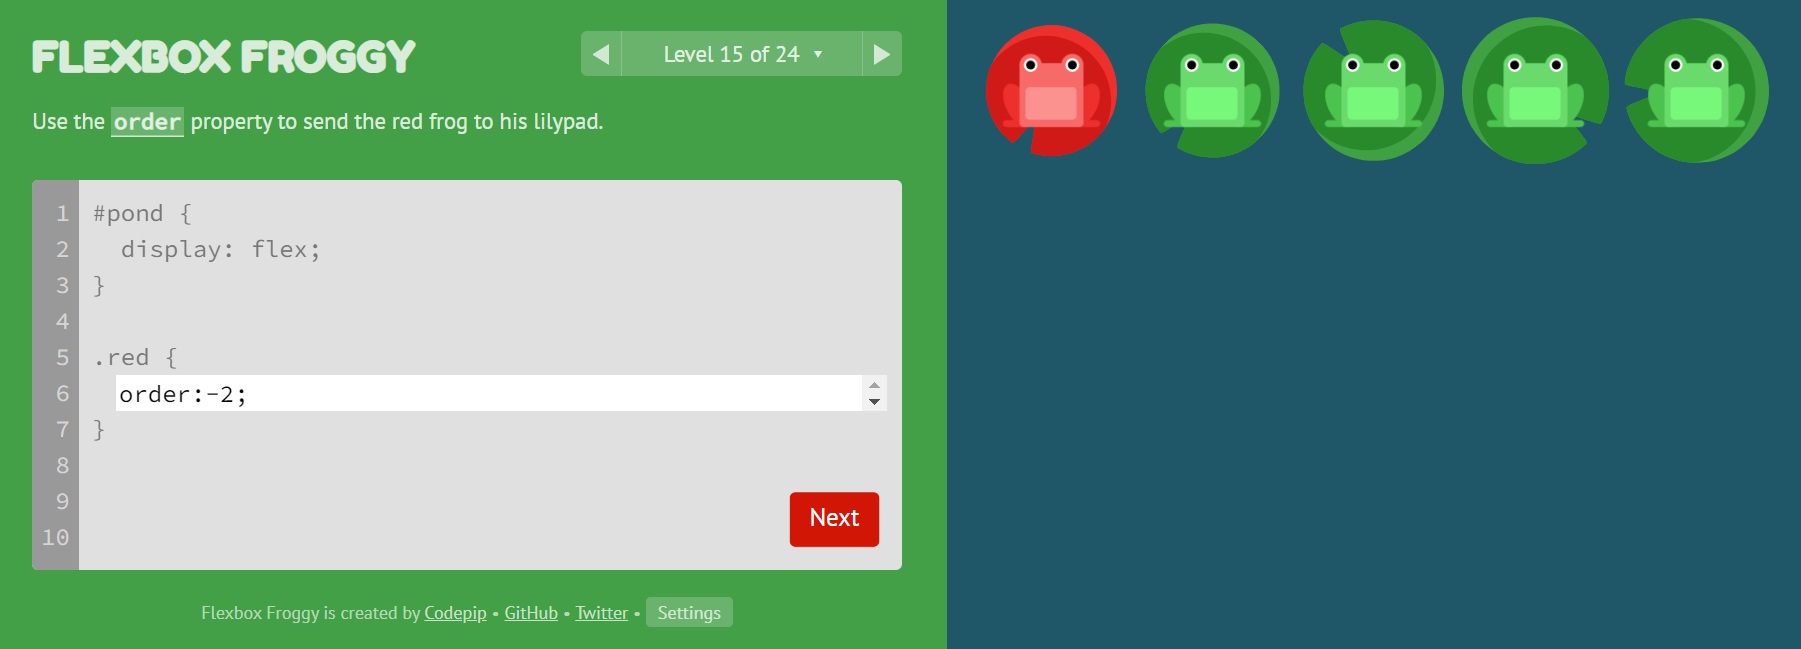 FLEXBOX FROGGY
Level 15 of 24
Use the order property to send the red frog to his lilypad.
1 #pond {
2 display: flex;
3 }
4
5 .red {
6 order:-2;
7 }
8
9
10
Next
Flexbox Froggy is created by Codepip • GitHub • Twitter • Settings